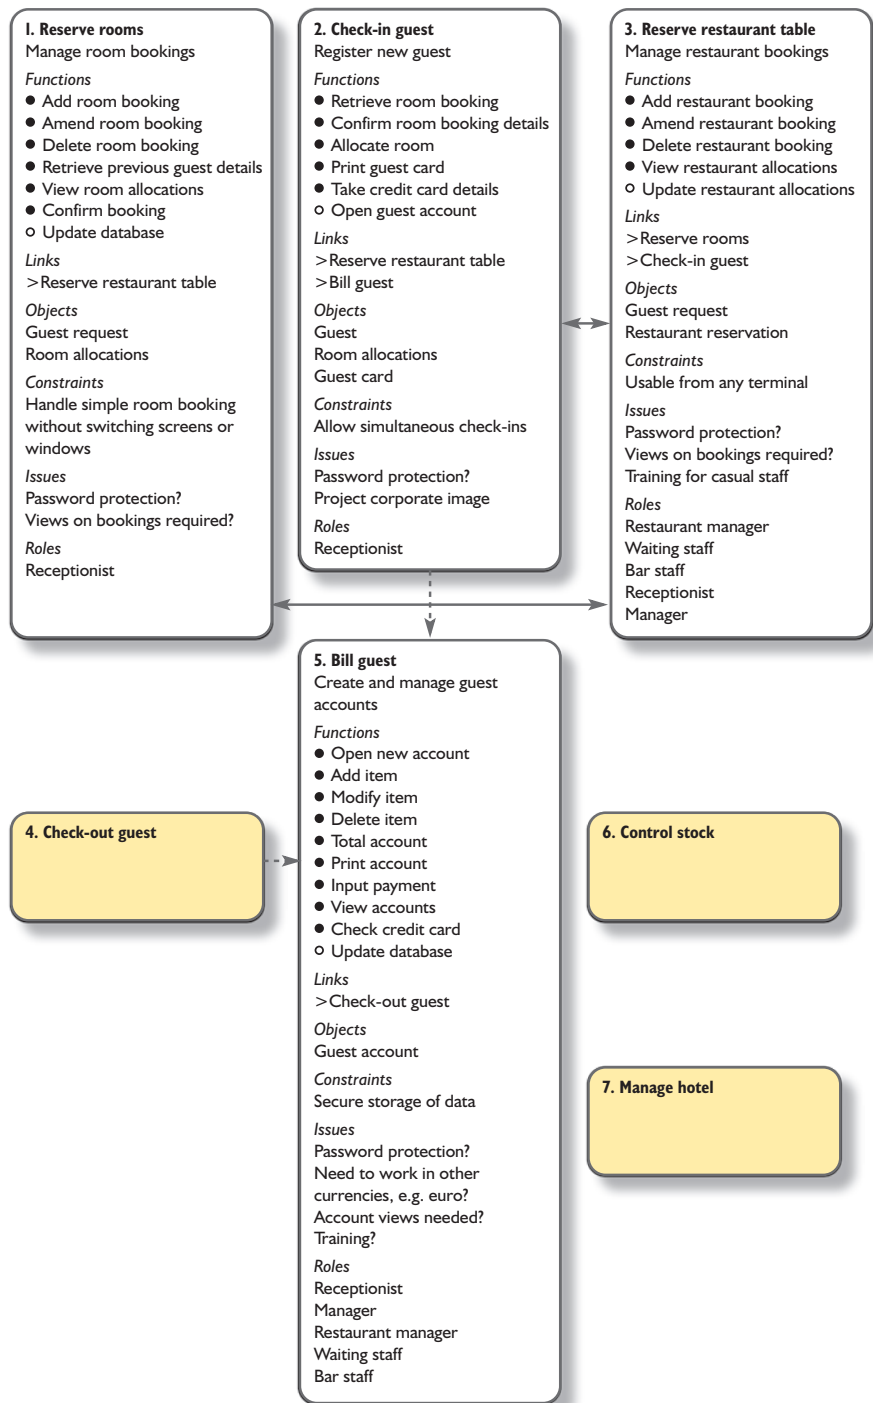 1. Reserve rooms
Manage room bookings
Functions
● Add room booking
● Amend room booking
● Delete room booking
● Retrieve previous guest details
● View room allocations
● Confirm booking
○ Update database
Links
>Reserve restaurant table
Objects
Guest request
Room allocations
Constraints
Handle simple room booking
without switching screens or
windows
Issues
Password protection?
Views on bookings required?
Roles
Receptionist
2. Check-in guest
Register new guest
Functions
● Retrieve room booking
● Confirm room booking details
● Allocate room
● Print guest card
● Take credit card details
○ Open guest account
Links
>Reserve restaurant table
>Bill guest
Objects
Guest
Room allocations
Guest card
Constraints
Allow simultaneous check-ins
Issues
Password protection?
Project corporate image
Roles
Receptionist
3. Reserve restaurant table
Manage restaurant bookings
Functions
● Add restaurant booking
● Amend restaurant booking
● Delete restaurant booking
● View restaurant allocations
○ Update restaurant allocations
Links
>Reserve rooms
>Check-in guest
Objects
Guest request
Restaurant reservation
Constraints
Usable from any terminal
Issues
Password protection?
Views on bookings required?
Training for casual staff
Roles
Restaurant manager
Waiting staff
Bar staff
Receptionist
Manager
4. Check-out guest
5. Bill guest
Create and manage guest
accounts
Functions
● Open new account
● Add item
● Modify item
● Delete item
● Total account
● Print account
● Input payment
● View accounts
● Check credit card
○ Update database
Links
>Check-out guest
Objects
Guest account
Constraints
Secure storage of data
Issues
Password protection?
Need to work in other
currencies, e.g. euro?
Account views needed?
Training?
Roles
Receptionist
Manager
Restaurant manager
Waiting staff
Bar staff
6. Control stock
7. Manage hotel